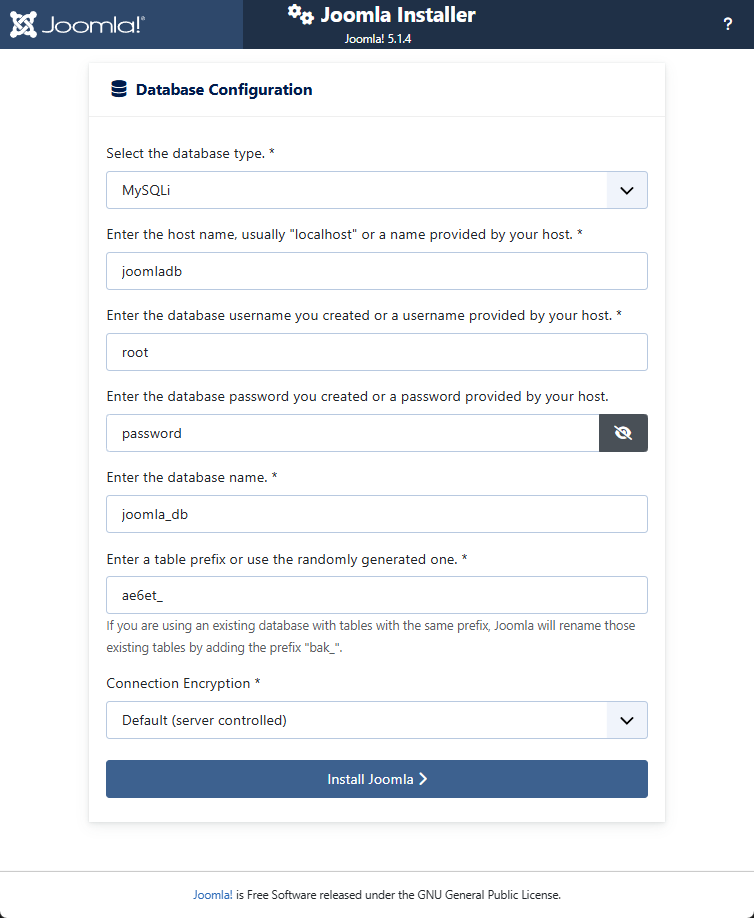 Joomla!®
Joomla Installer
Joomla! 5.1.4
?
Database Configuration
Select the database type. *
MySQLi
Enter the host name, usually "localhost" or a name provided by your host. *
joomladb
Enter the database username you created or a username provided by your host. *
root
Enter the database password you created or a password provided by your host.
password
Enter the database name. *
joomla_db
Enter a table prefix or use the randomly generated one. *
ae6et_
If you are using an existing database with tables with the same prefix, Joomla will rename those
existing tables by adding the prefix "bak_".
Connection Encryption *
Default (server controlled)
Install Joomla
Joomla! is Free Software released under the GNU General Public License.